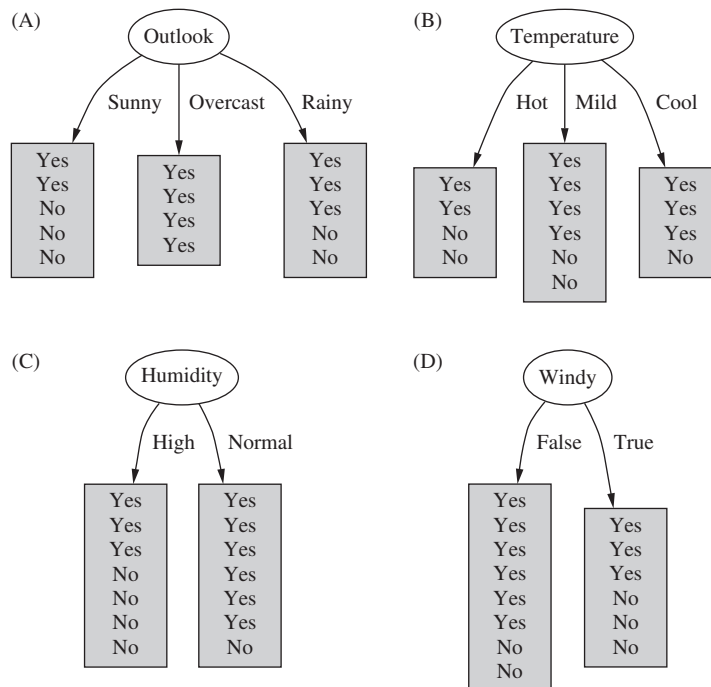 (A)
Outlook
Sunny
Overcast
Rainy
Yes
Yes
No
No
No
Yes
Yes
Yes
Yes
Yes
Yes
Yes
No
No
(B)
Temperature
Hot
Mild
Cool
Yes
Yes
No
No
Yes
Yes
Yes
Yes
No
No
Yes
Yes
Yes
No
(C)
Humidity
High
Normal
Yes
Yes
Yes
No
No
No
No
Yes
Yes
Yes
Yes
Yes
Yes
No
(D)
Windy
False
True
Yes
Yes
Yes
Yes
Yes
Yes
No
No
Yes
Yes
Yes
No
No
No